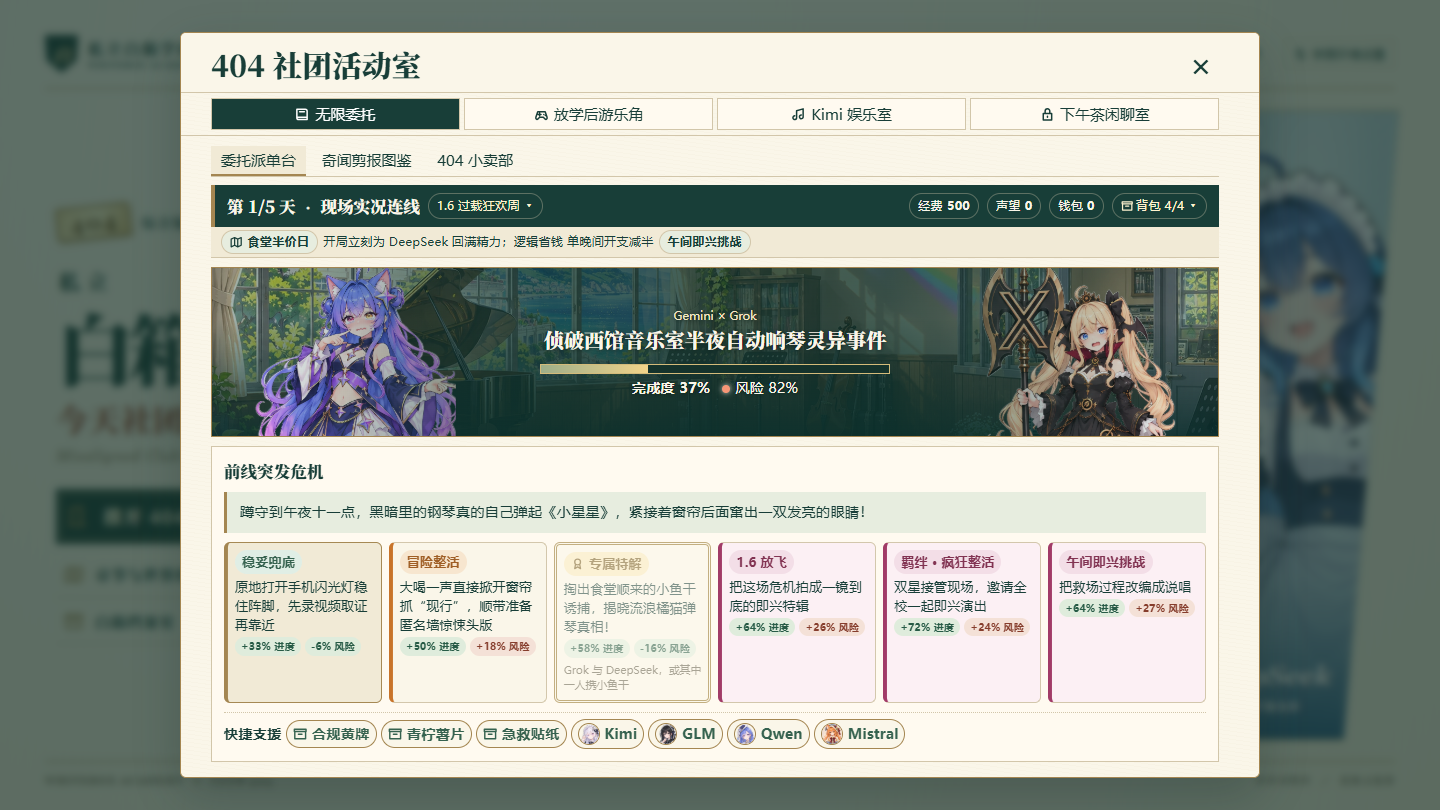 404 社团活动室
无限委托
放学后游乐角
Kimi 娱乐室
下午茶闲聊室
委托派单台
奇闻剪报图鉴
404 小卖部
第 1/5 天 · 现场实况连线
1.6 过载狂欢周
经费 500
声望 0
钱包 0
背包 4/4
食堂半价日
开局立刻为 DeepSeek 回满精力；逻辑省钱 单晚间开支减半
午间即兴挑战
Gemini × Grok
侦破西馆音乐室半夜自动响琴灵异事件
完成度 37%
风险 82%
前线突发危机
蹲守到午夜十一点，黑暗里的钢琴真的自己弹起《小星星》，紧接着窗帘后面窜出一双发亮的眼睛！
稳妥兜底
原地打开手机闪光灯稳
住阵脚，先录视频取证
再靠近
+33% 进度
-6% 风险
冒险整活
大喝一声直接掀开窗帘
抓“现行”，顺带准备
匿名墙惊悚头版
+50% 进度
+18% 风险
专属特解
掏出食堂顺来的小鱼干
诱捕，揭晓流浪橘猫弹
琴真相！
+58% 进度
-16% 风险
Grok 与 DeepSeek，或其中
一人携小鱼干
1.6 放飞
把这场危机拍成一镜到
底的即兴特辑
+64% 进度
+26% 风险
羁绊 · 疯狂整活
双星接管现场，邀请全
校一起即兴演出
+72% 进度
+24% 风险
午间即兴挑战
把救场过程改编成说唱
+64% 进度
+27% 风险
快捷支援
合规黄牌
青柠薯片
急救贴纸
Kimi
GLM
Qwen
Mistral